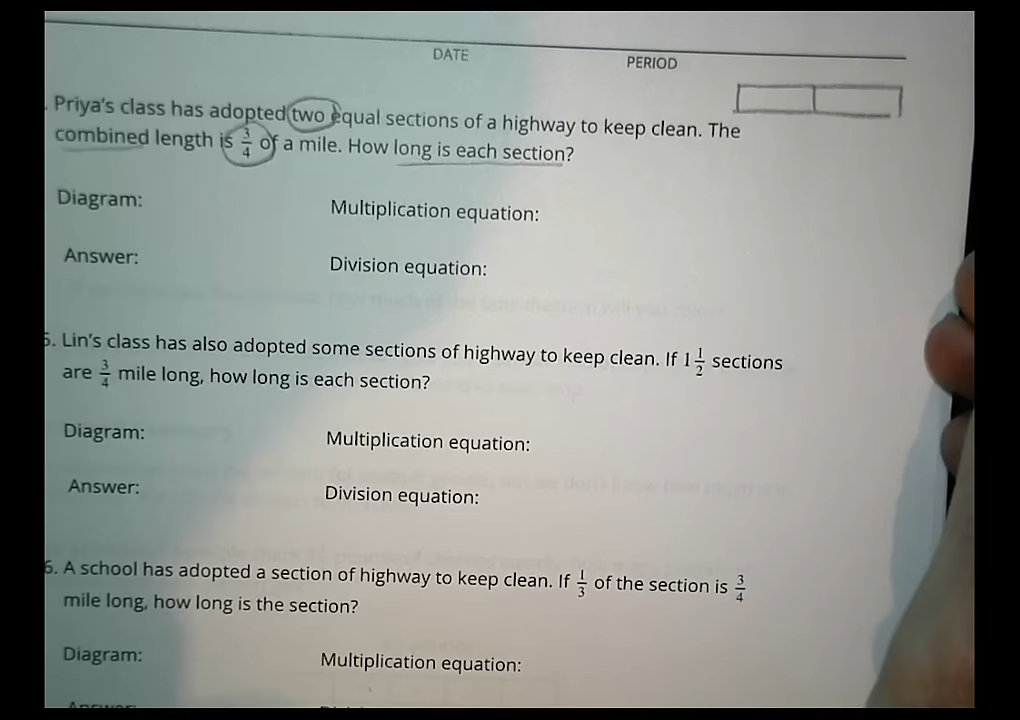 DATE PERIOD
Priya's class has adopted two equal sections of a highway to keep clean. The
combined length is 3/4 of a mile. How long is each section?
Diagram: Multiplication equation:
Answer: Division equation:
5. Lin's class has also adopted some sections of highway to keep clean. If 1 1/2 sections
are 3/4 mile long, how long is each section?
Diagram: Multiplication equation:
Answer: Division equation:
6. A school has adopted a section of highway to keep clean. If 1/3 of the section is 3/4
mile long, how long is the section?
Diagram: Multiplication equation: